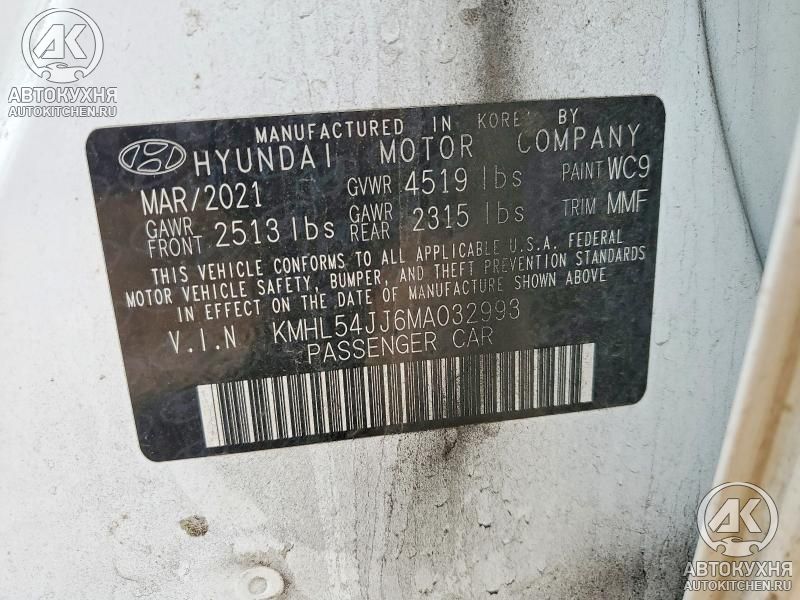 АВТОКУХНЯ
AUTOKITCHEN.RU
MANUFACTURED IN KOREA BY
HYUNDAI MOTOR COMPANY
MAR/2021 GVWR 4519 lbs PAINT WC9
GAWR FRONT 2513 lbs GAWR REAR 2315 lbs TRIM MMF
THIS VEHICLE CONFORMS TO ALL APPLICABLE U.S.A. FEDERAL
MOTOR VEHICLE SAFETY, BUMPER, AND THEFT PREVENTION STANDARDS
IN EFFECT ON THE DATE OF MANUFACTURE SHOWN ABOVE
V.I.N KMHL54JJ6MA032993
PASSENGER CAR
АВТОКУХНЯ
AUTOKITCHEN.RU